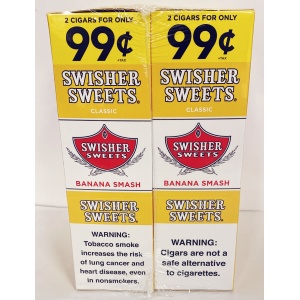 2 CIGARS FOR ONLY
99¢
+TAX
SWISHER
SWEETS®
CLASSIC
SWISHER
SWEETS
BANANA SMASH
SWISHER
SWEETS®
WARNING:
Tobacco smoke
increases the risk
of lung cancer and
heart disease, even
in nonsmokers.
2 CIGARS FOR ONLY
99¢
+TAX
SWISHER
SWEETS®
CLASSIC
SWISHER
SWEETS
BANANA SMASH
SWISHER
SWEETS®
WARNING:
Cigars are not a
safe alternative
to cigarettes.